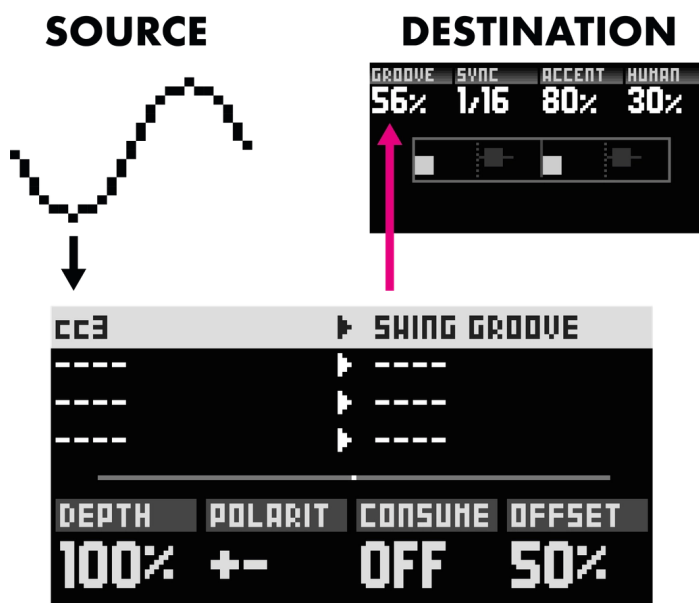 SOURCE
DESTINATION
GROOVE SYNC ACCENT HUMAN
56% 1/16 80% 30%
cc3 SWING GROOVE
---- ----
---- ----
---- ----
DEPTH POLARIT CONSUME OFFSET
100% +- OFF 50%